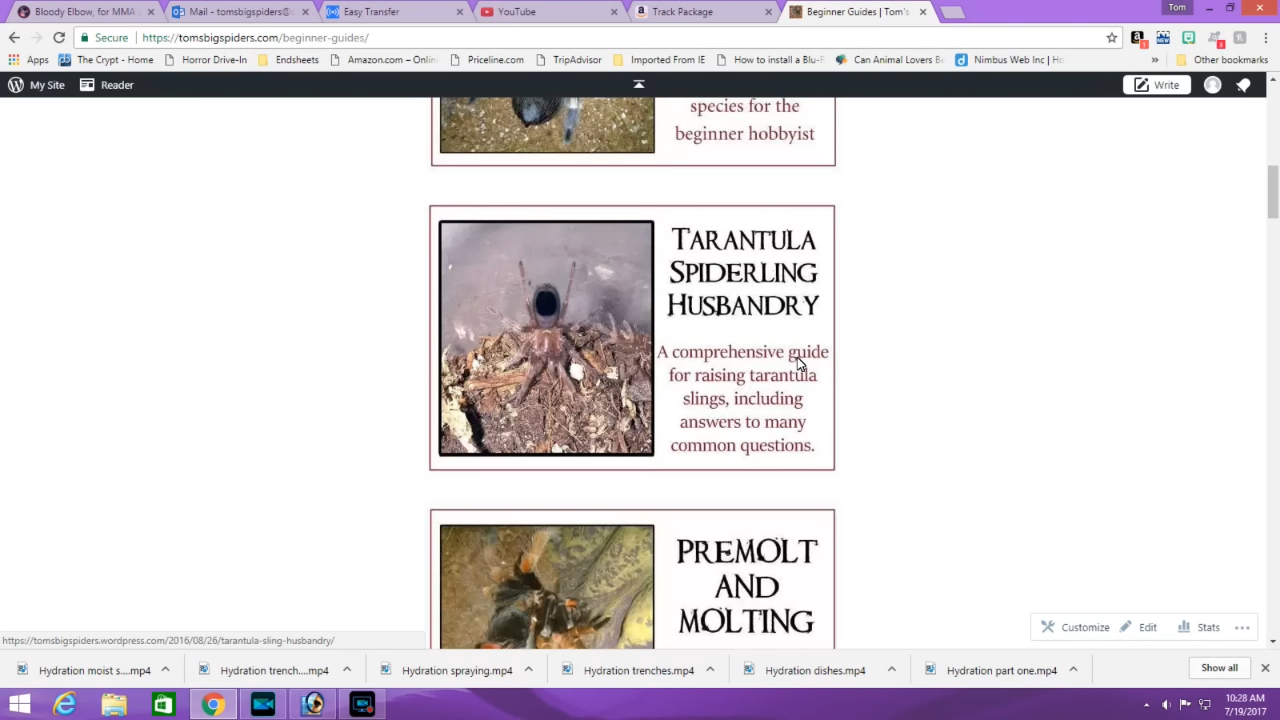 Bloody Elbow, for MMA
Mail - tomsbigspiders@
Easy Transfer
YouTube
Track Package
Beginner Guides | Tom's
Tom
Secure
https://tomsbigspiders.com/beginner-guides/
Apps
The Crypt - Home
Horror Drive-In
Endsheets
Amazon.com – Onlin
Priceline.com
TripAdvisor
Imported From IE
How to install a Blu-R
Can Animal Lovers Be
Nimbus Web Inc | Ho
»
Other bookmarks
My Site
Reader
Write
species for the
beginner hobbyist
TARANTULA
SPIDERLING
HUSBANDRY
A comprehensive guide
for raising tarantula
slings, including
answers to many
common questions.
PREMOLT
AND
MOLTING
Customize
Edit
Stats
https://tomsbigspiders.wordpress.com/2016/08/26/tarantula-sling-husbandry/
Hydration moist s....mp4
Hydration trench....mp4
Hydration spraying.mp4
Hydration trenches.mp4
Hydration dishes.mp4
Hydration part one.mp4
Show all
10:28 AM
7/19/2017